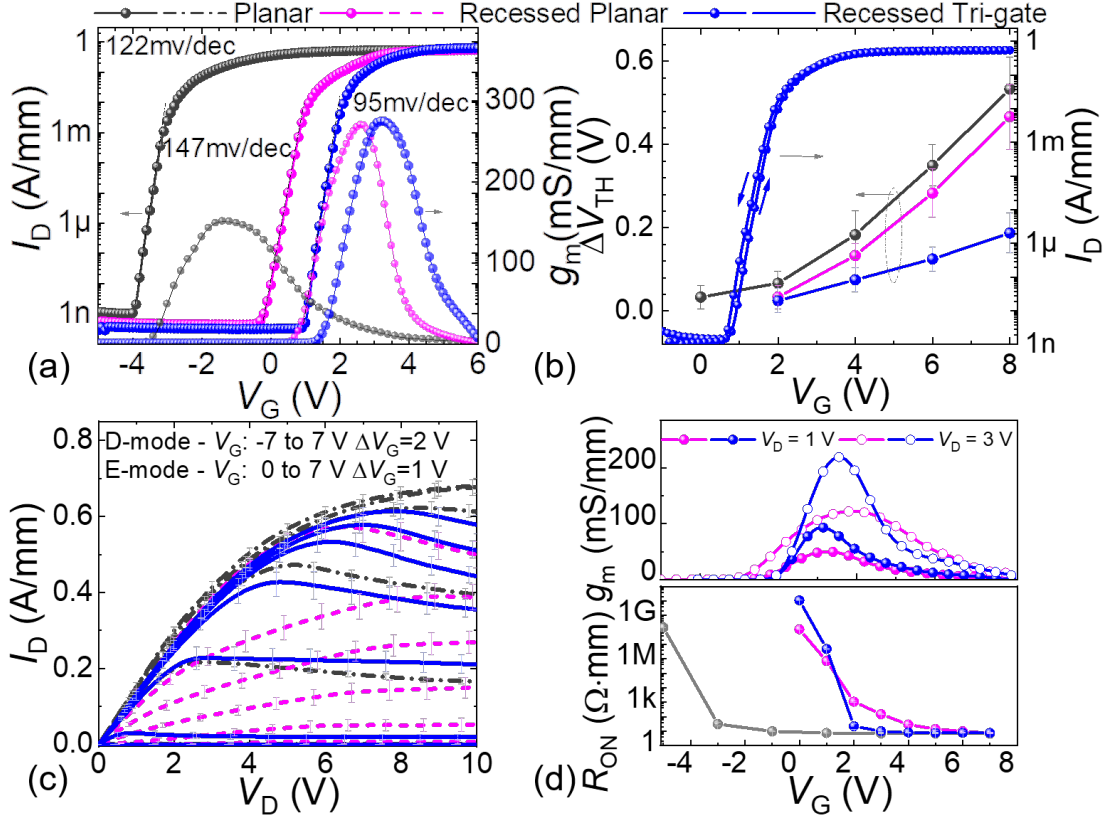 Planar Recessed Planar Recessed Tri-gate
122mv/dec
147mv/dec
95mv/dec
1
1m
1μ
1n
I_D (A/mm)
300
200
100
0
g_m (mS/mm)
-4 -2 0 2 4 6
(a) V_G (V)
0.6
0.4
0.2
0.0
ΔV_TH (V)
1
1m
1μ
1n
I_D (A/mm)
0 2 4 6 8
(b) V_G (V)
D-mode - V_G: -7 to 7 V ΔV_G=2 V
E-mode - V_G: 0 to 7 V ΔV_G=1 V
0.8
0.6
0.4
0.2
0.0
I_D (A/mm)
0 2 4 6 8 10
(c) V_D (V)
V_D = 1 V V_D = 3 V
200
100
0
g_m (mS/mm)
1G
1M
1k
1
R_ON (Ω·mm)
-4 -2 0 2 4 6 8
(d) V_G (V)